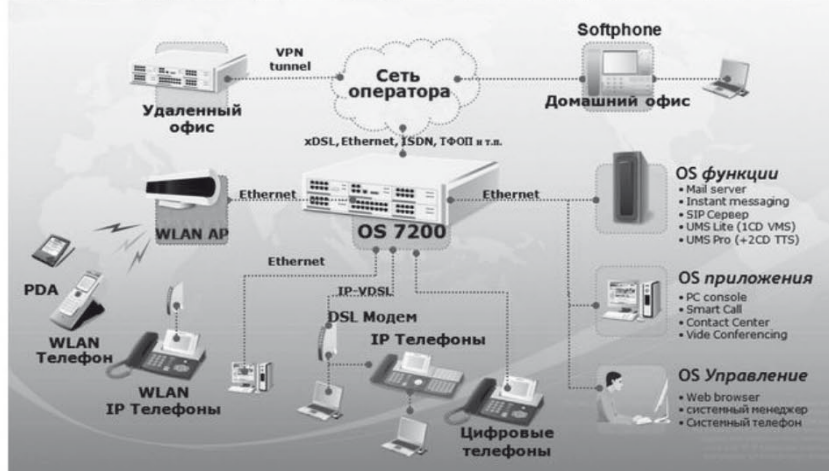 Softphone
VPN
tunnel
Сеть
оператора
Удаленный
офис
Домашний офис
xDSL, Ethernet, ISDN, ТФОП и т.п.
Ethernet
Ethernet
WLAN AP
OS 7200
OS функции
• Mail server
• Instant messaging
• SIP Сервер
• UMS Lite (1CD VMS)
• UMS Pro (+2CD TTS)
Ethernet
PDA
IP-VDSL
OS приложения
• PC console
• Smart Call
• Contact Center
• Vide Conferencing
DSL Модем
WLAN
Телефон
IP Телефоны
WLAN
IP Телефоны
OS Управление
• Web browser
• системный менеджер
• Системный телефон
Цифровые
телефоны